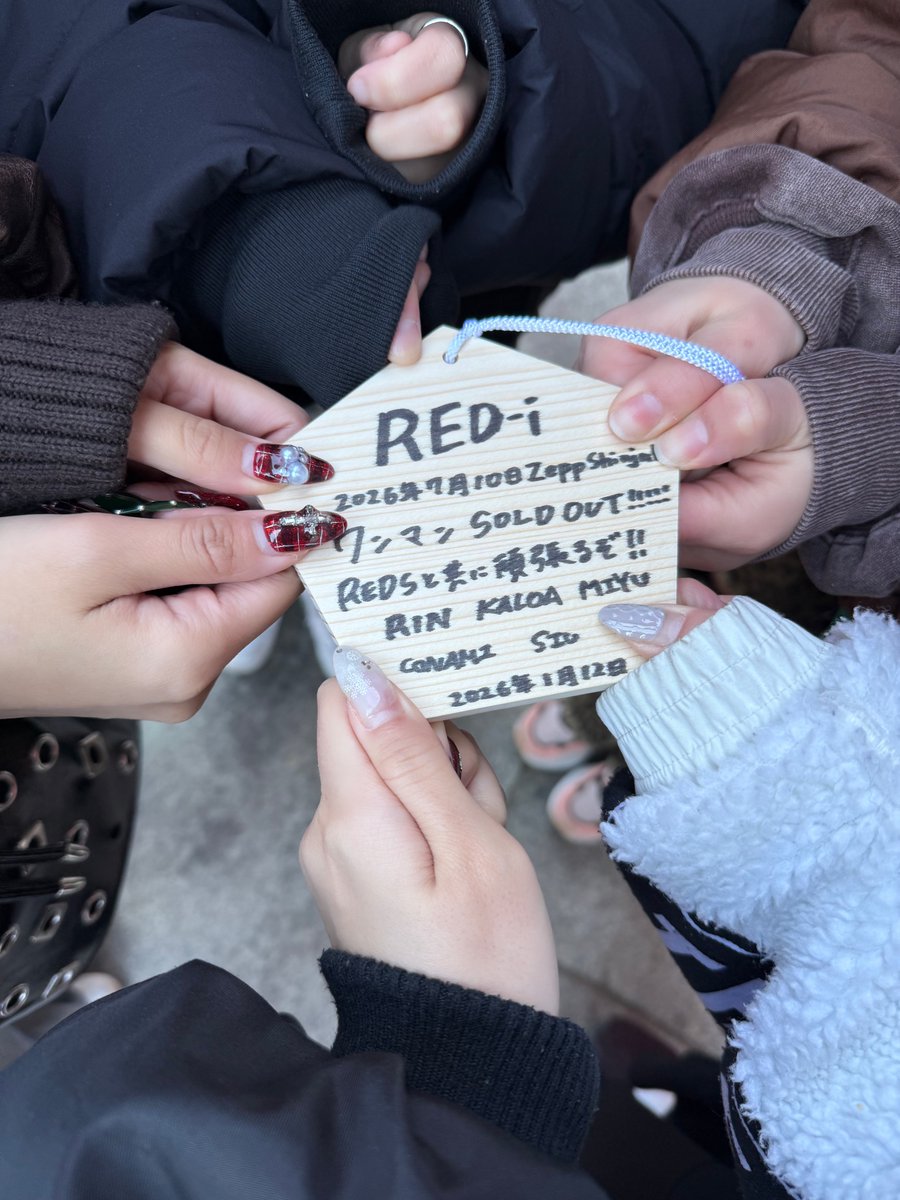 RED-i
2026年7月10日Zepp Shinjuku
ワンマン SOLD OUT!!!!
REDSと共に頑張るぞ!!
RIN KALOA MIYU
CONAMI SIU
2026年1月12日